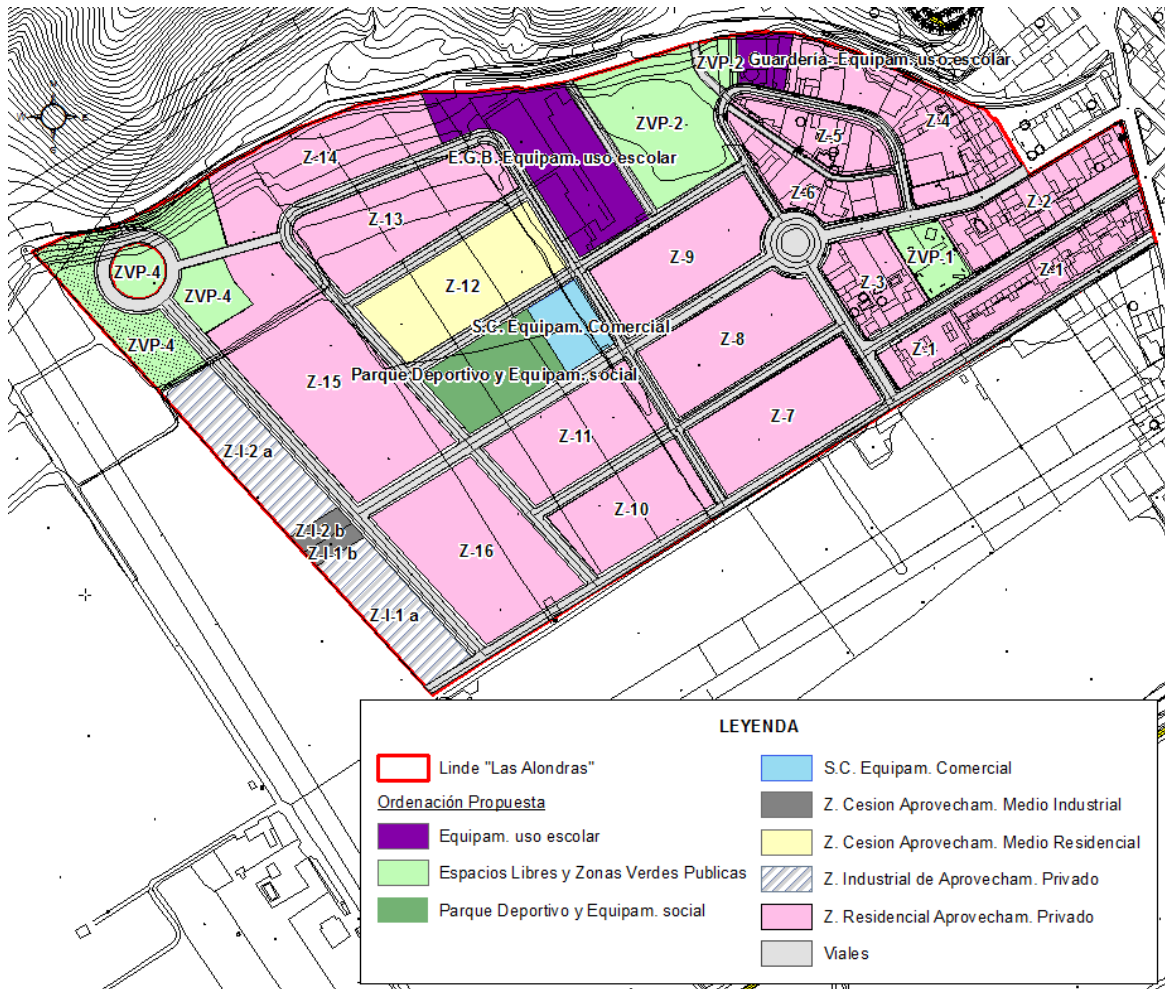 ZVP-2
Guardería- Equipam. uso escolar
ZVP-2
Z-4
Z-5
Z-14
E.G.B. Equipam. uso escolar
Z-6
Z-2
Z-13
ZVP-1
Z-9
ZVP-4
Z-1
Z-12
Z-3
ZVP-4
S.C. Equipam. Comercial
Z-8
ZVP-4
Z-1
Parque Deportivo y Equipam. social
Z-15
Z-7
Z-11
Z-I-2 a
Z-10
Z-I-2 b
Z-16
Z-I-1 b
Z-I-1 a
LEYENDA
Linde "Las Alondras"
Ordenación Propuesta
Equipam. uso escolar
Espacios Libres y Zonas Verdes Publicas
Parque Deportivo y Equipam. social
S.C. Equipam. Comercial
Z. Cesion Aprovecham. Medio Industrial
Z. Cesion Aprovecham. Medio Residencial
Z. Industrial de Aprovecham. Privado
Z. Residencial Aprovecham. Privado
Viales